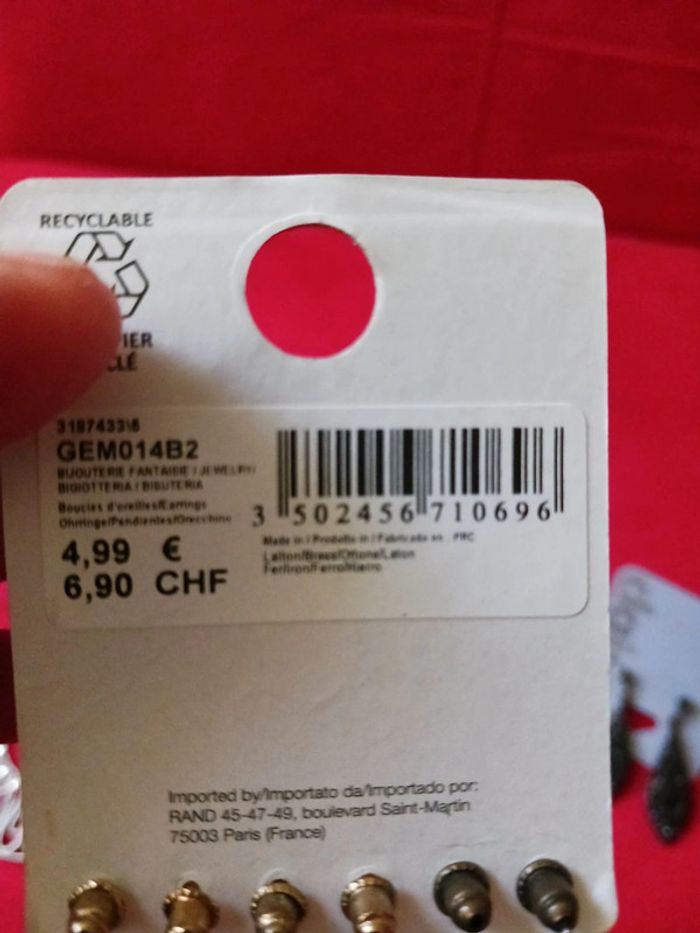 RECYCLABLE
3187433\6
GEM014B2
BIJOUTERIE FANTAISIE / JEWELRY/
BIGIOTTERIA / BISUTERIA
Boucles d'oreilles/Earrings
Ohrringe/Pendientes/Orecchino
4,99 €
6,90 CHF
3 502456 710696
Made in / Prodotto in / Fabricado en : PRC
Laiton/Brass/Ottone/Laton
Fer/Iron/Ferro/Hierro
Imported by/Importato da/Importado por:
RAND 45-47-49, boulevard Saint-Martin
75003 Paris (France)